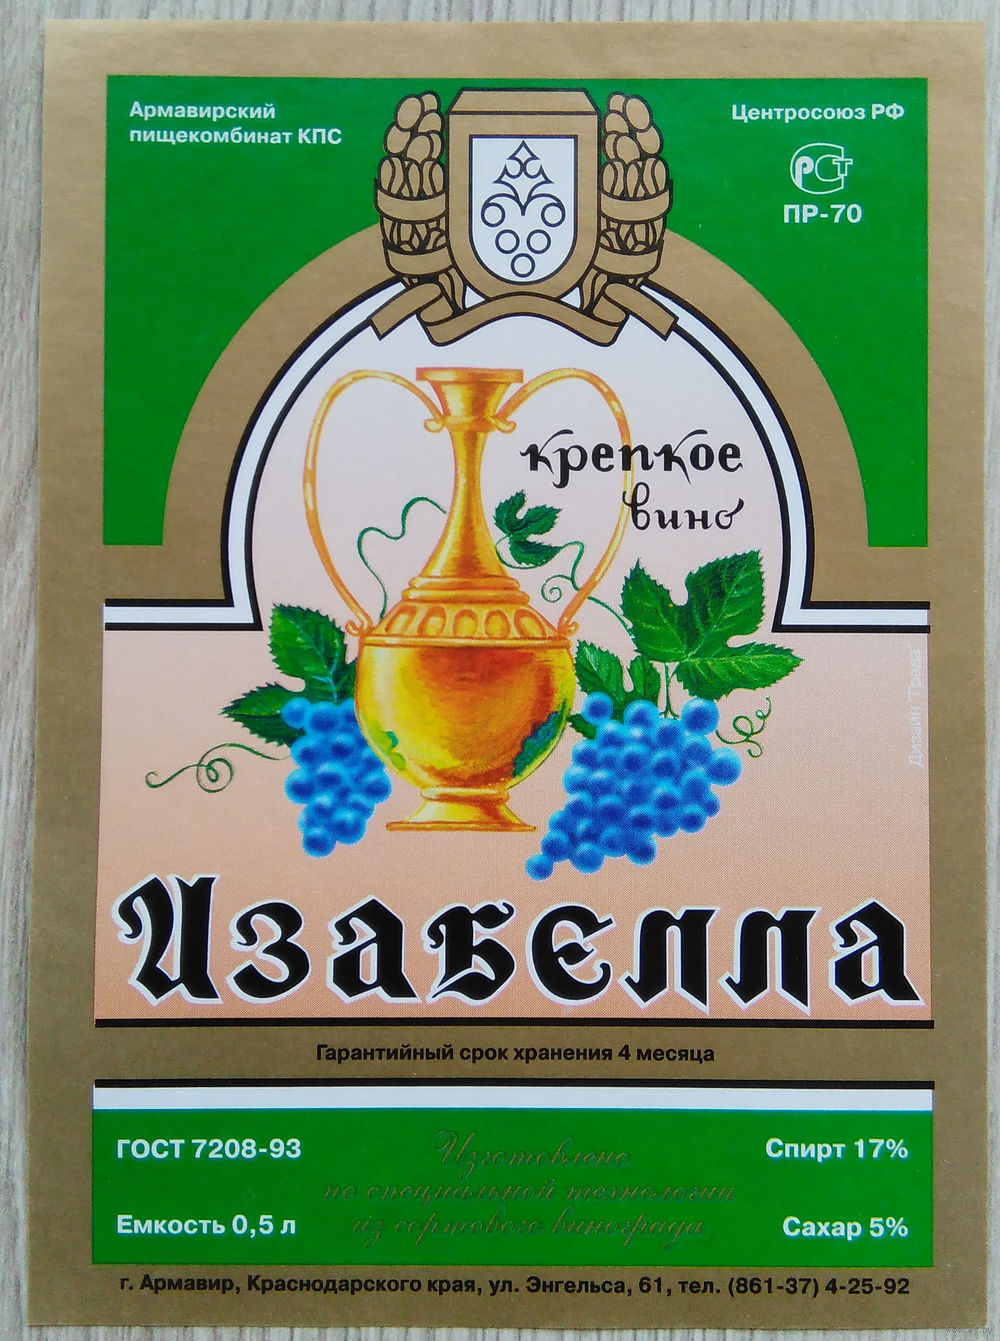 Армавирский
пищекомбинат КПС
Центросоюз РФ
РСТ
ПР-70
крепкое
вино
Дизайн "Града"
Изабелла
Гарантийный срок хранения 4 месяца
ГОСТ 7208-93
Емкость 0,5 л
Изготовлено
по специальной технологии
из сортового винограда
Спирт 17%
Сахар 5%
г. Армавир, Краснодарского края, ул. Энгельса, 61, тел. (861-37) 4-25-92